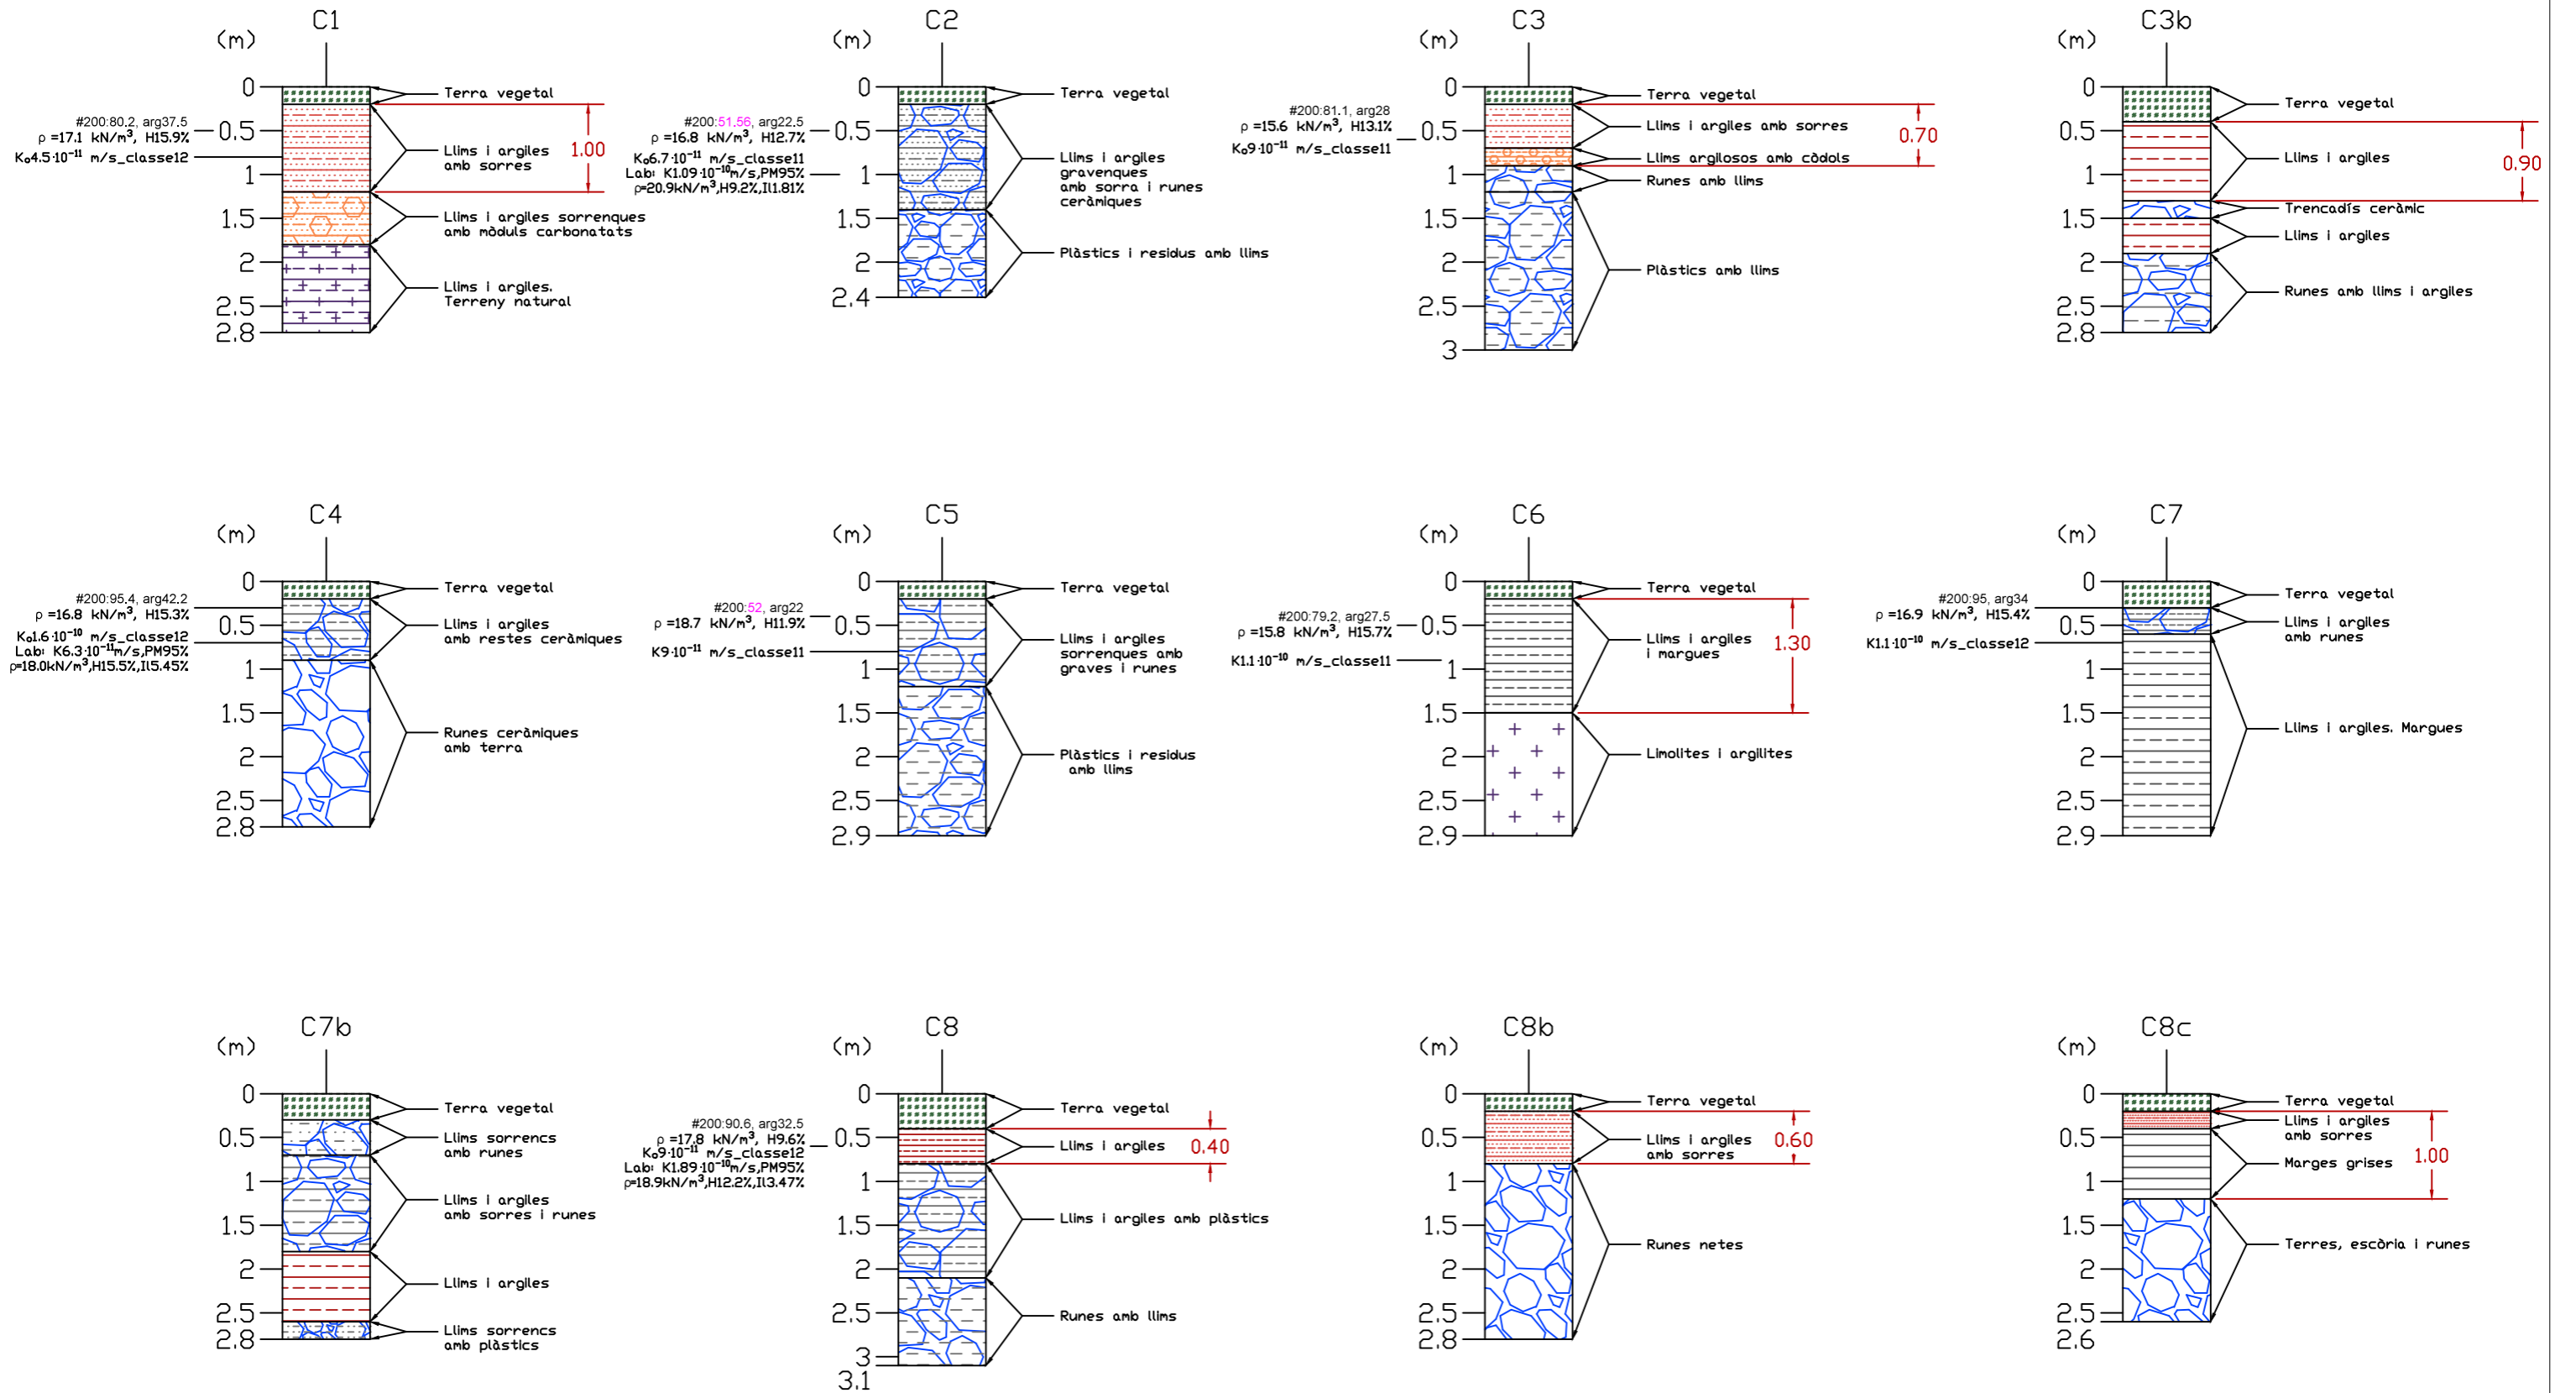 C1
(m)
0
0.5
1
1.5
2
2.5
2.8
#200:80.2, arg37.5
ρ =17.1 kN/m³, H15.9%
Kₒ4.5·10⁻¹¹ m/s_classe12
Terra vegetal
Llims i argiles
amb sorres
1.00
Llims i argiles sorrenques
amb mòduls carbonatats
Llims i argiles.
Terreny natural
C2
(m)
0
0.5
1
1.5
2
2.4
#200:51.56, arg22.5
ρ =16.8 kN/m³, H12.7%
Kₒ6.7·10⁻¹¹ m/s_classe11
Lab: K1.09·10⁻¹⁰m/s,PM95%
ρ=20.9kN/m³,H9.2%,Il1.81%
Terra vegetal
Llims i argiles
gravenques
amb sorra i runes
ceràmiques
Plàstics i residus amb llims
C3
(m)
0
0.5
1
1.5
2
2.5
3
#200:81.1, arg28
ρ =15.6 kN/m³, H13.1%
Kₒ9·10⁻¹¹ m/s_classe11
Terra vegetal
Llims i argiles amb sorres
0.70
Llims argilosos amb còdols
Runes amb llims
Plàstics amb llims
C3b
(m)
0
0.5
1
1.5
2
2.5
2.8
Terra vegetal
Llims i argiles
0.90
Trencadís ceràmic
Llims i argiles
Runes amb llims i argiles
C4
(m)
0
0.5
1
1.5
2
2.5
2.8
#200:95.4, arg42.2
ρ =16.8 kN/m³, H15.3%
Kₒ1.6·10⁻¹⁰ m/s_classe12
Lab: K6.3·10⁻¹¹m/s,PM95%
ρ=18.0kN/m³,H15.5%,Il5.45%
Terra vegetal
Llims i argiles
amb restes ceràmiques
Runes ceràmiques
amb terra
C5
(m)
0
0.5
1
1.5
2
2.5
2.9
#200:52, arg22
ρ =18.7 kN/m³, H11.9%
K9·10⁻¹¹ m/s_classe11
Terra vegetal
Llims i argiles
sorrenques amb
graves i runes
Plàstics i residus
amb llims
C6
(m)
0
0.5
1
1.5
2
2.5
2.9
#200:79.2, arg27.5
ρ =15.8 kN/m³, H15.7%
K1.1·10⁻¹⁰ m/s_classe11
Terra vegetal
Llims i argiles
i margues
1.30
Limolites i argilites
C7
(m)
0
0.5
1
1.5
2
2.5
2.9
#200:95, arg34
ρ =16.9 kN/m³, H15.4%
K1.1·10⁻¹⁰ m/s_classe12
Terra vegetal
Llims i argiles
amb runes
Llims i argiles. Margues
C7b
(m)
0
0.5
1
1.5
2
2.5
2.8
Terra vegetal
Llims sorrencs
amb runes
Llims i argiles
amb sorres i runes
Llims i argiles
Llims sorrencs
amb plàstics
C8
(m)
0
0.5
1
1.5
2
2.5
3
3.1
#200:90.6, arg32.5
ρ =17.8 kN/m³, H9.6%
Kₒ9·10⁻¹¹ m/s_classe12
Lab: K1.89·10⁻¹⁰m/s,PM95%
ρ=18.9kN/m³,H12.2%,Il3.47%
Terra vegetal
Llims i argiles
0.40
Llims i argiles amb plàstics
Runes amb llims
C8b
(m)
0
0.5
1
1.5
2
2.5
2.8
Terra vegetal
Llims i argiles
amb sorres
0.60
Runes netes
C8c
(m)
0
0.5
1
1.5
2
2.5
2.6
Terra vegetal
Llims i argiles
amb sorres
Marges grises
1.00
Terres, escòria i runes